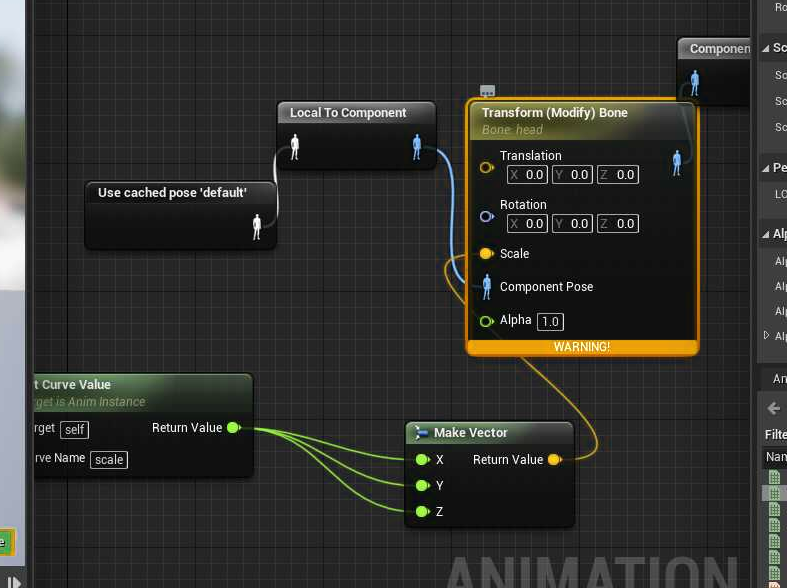 Componen
Local To Component
Transform (Modify) Bone
Bone: head
Translation
X 0.0 Y 0.0 Z 0.0
Use cached pose 'default'
Rotation
X 0.0 Y 0.0 Z 0.0
Scale
Component Pose
Alpha 1.0
WARNING!
t Curve Value
rget is Anim Instance
rget self Return Value
rve Name scale
Make Vector
X Return Value
Y
Z
ANIMATION
Ro
Sc
Sc
Sc
Sc
Pe
LO
Alp
Alp
Alp
Alp
Alp
An
Filte
Nan
e